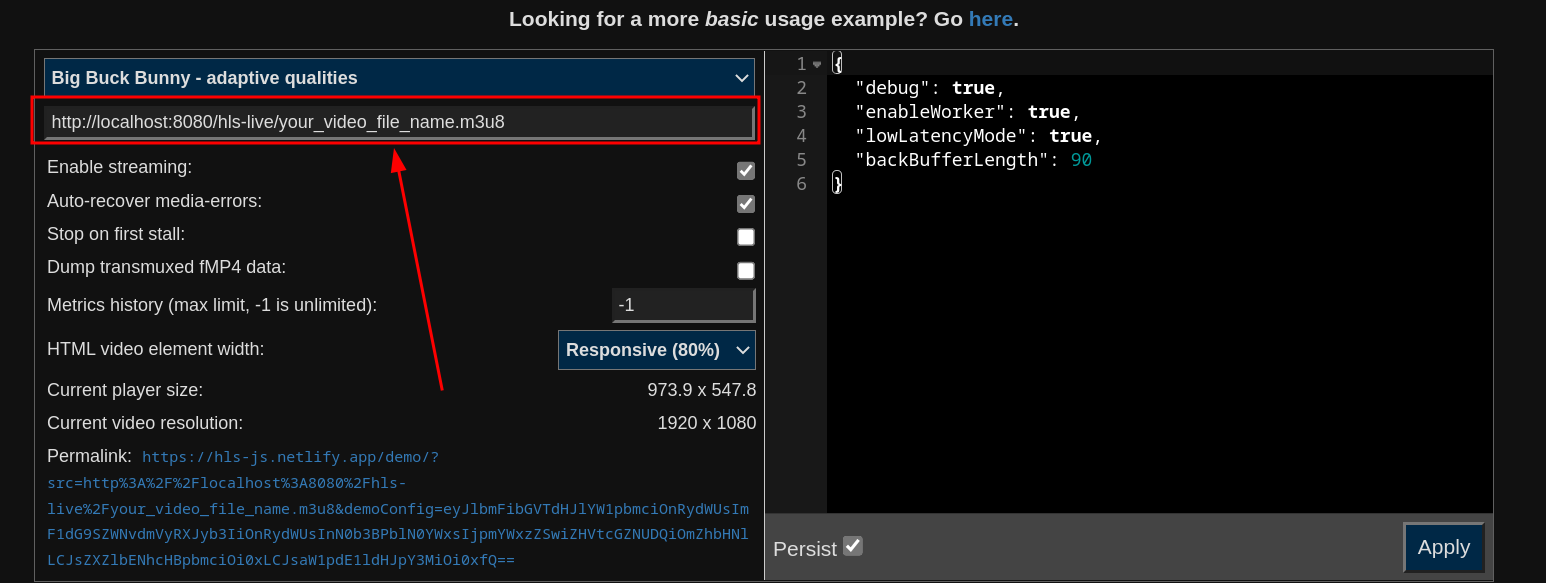 Looking for a more basic usage example? Go here.
Big Buck Bunny - adaptive qualities
http://localhost:8080/hls-live/your_video_file_name.m3u8
Enable streaming:
Auto-recover media-errors:
Stop on first stall:
Dump transmuxed fMP4 data:
Metrics history (max limit, -1 is unlimited):
-1
HTML video element width:
Responsive (80%)
Current player size:
973.9 x 547.8
Current video resolution:
1920 x 1080
Permalink: https://hls-js.netlify.app/demo/?
src=http%3A%2F%2Flocalhost%3A8080%2Fhls-
live%2Fyour_video_file_name.m3u8&demoConfig=eyJlbmFibGVTdHJlYW1pbmciOnRydWUsIm
F1dG9SZWNvdmVyRXJyb3IiOnRydWUsInN0b3BPblN0YWxsIjpmYWxzZSwiZHVtcGZNUDQiOmZhbHNl
LCJsZXZlbENhcHBpbmciOi0xLCJsaW1pdE1ldHJpY3MiOi0xfQ==
1 {
2 "debug": true,
3 "enableWorker": true,
4 "lowLatencyMode": true,
5 "backBufferLength": 90
6 }
Persist
Apply